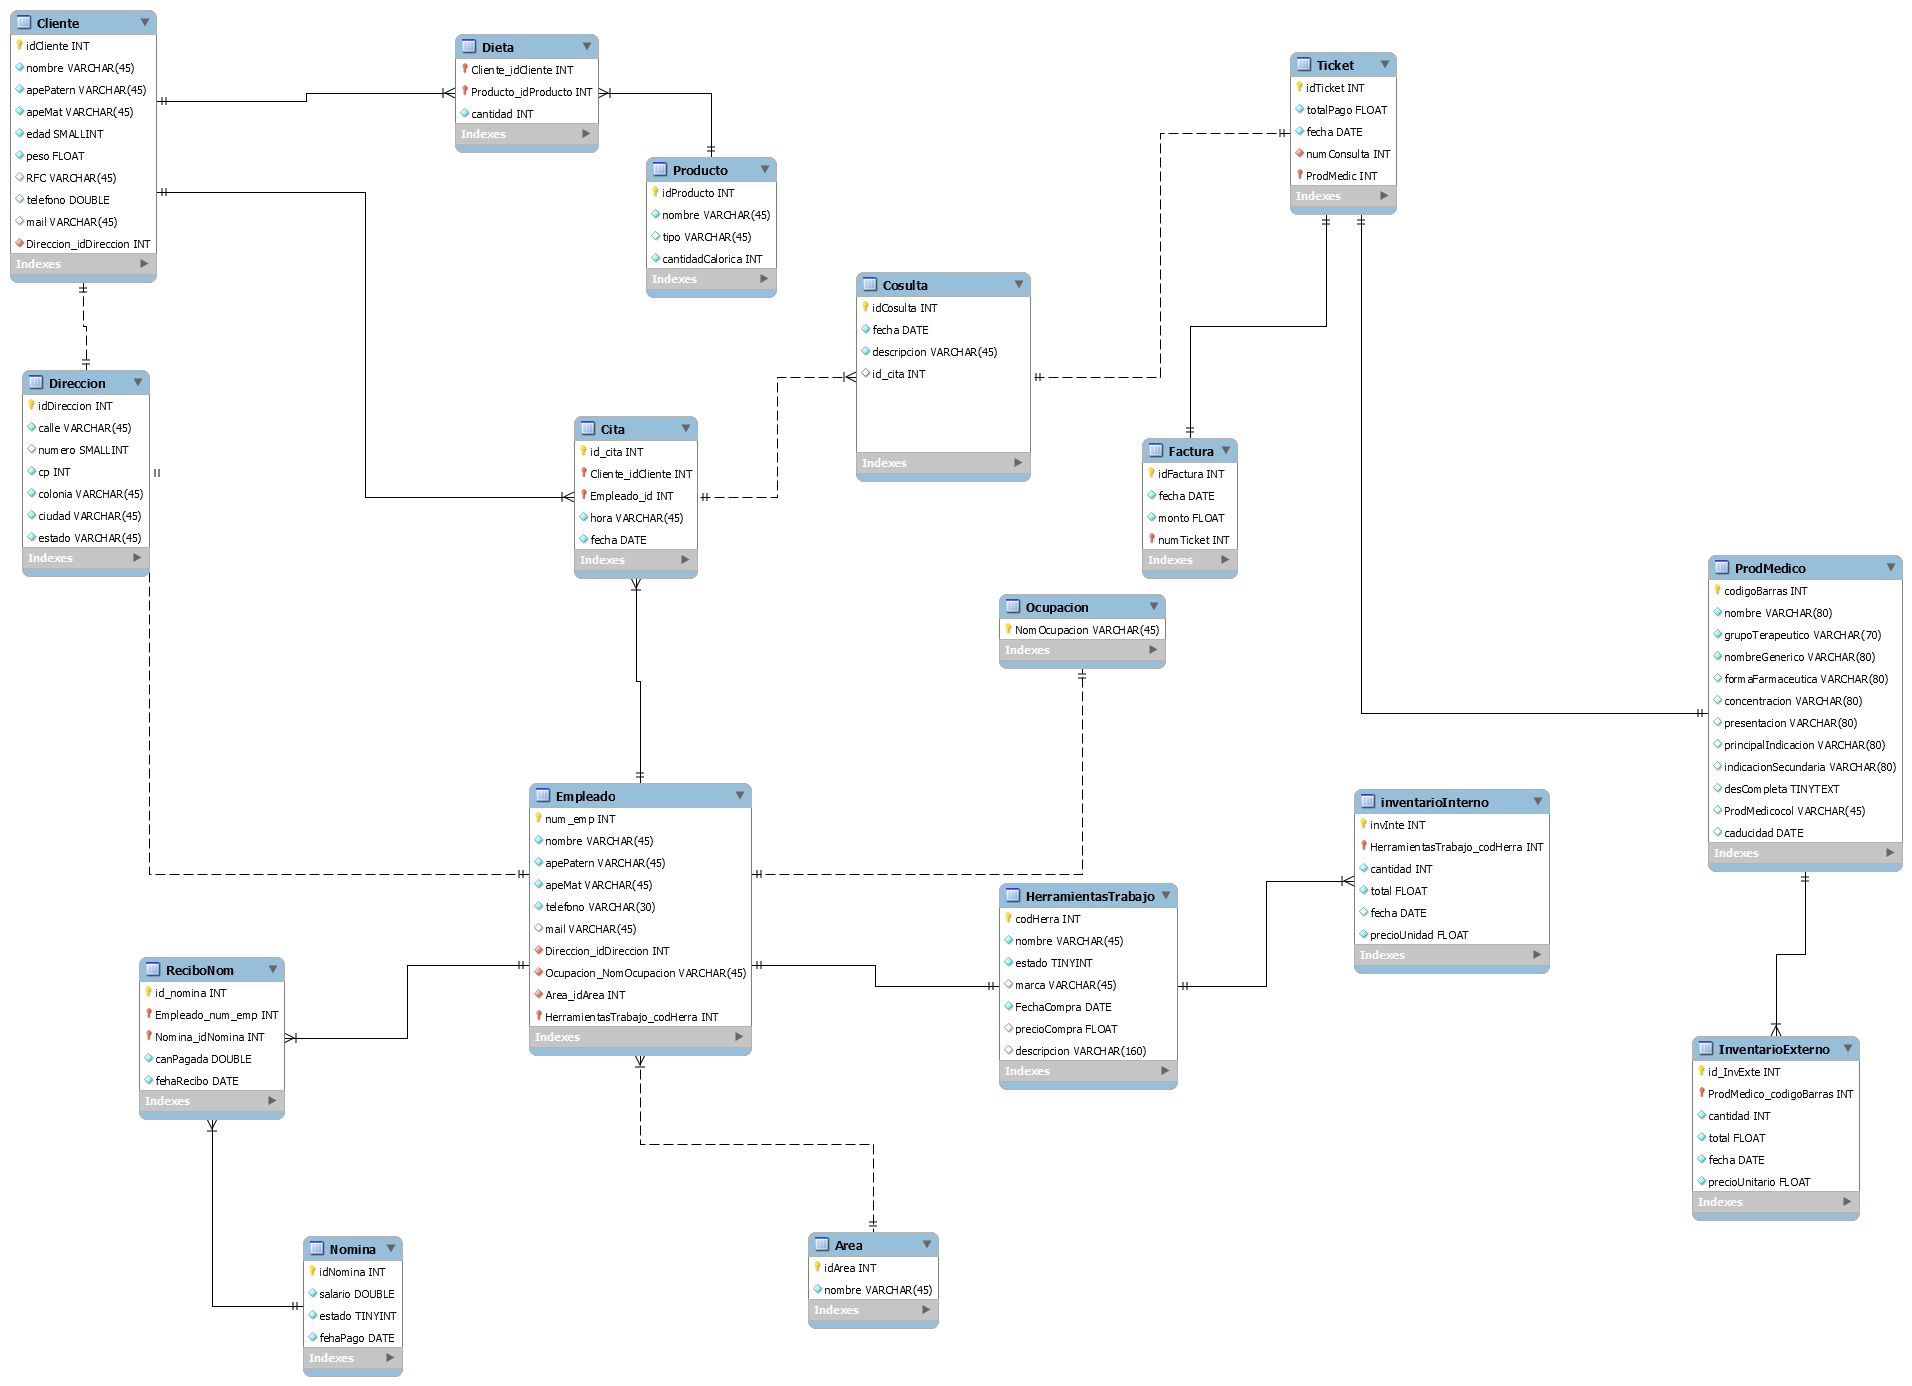 Cliente
idCliente INT
nombre VARCHAR(45)
apePatern VARCHAR(45)
apeMat VARCHAR(45)
edad SMALLINT
peso FLOAT
RFC VARCHAR(45)
telefono DOUBLE
mail VARCHAR(45)
Direccion_idDireccion INT
Indexes
Dieta
Cliente_idCliente INT
Producto_idProducto INT
cantidad INT
Indexes
Producto
idProducto INT
nombre VARCHAR(45)
tipo VARCHAR(45)
cantidadCalorica INT
Indexes
Ticket
idTicket INT
totalPago FLOAT
fecha DATE
numConsulta INT
ProdMedic INT
Indexes
Cosulta
idCosulta INT
fecha DATE
descripcion VARCHAR(45)
id_cita INT
Indexes
Direccion
idDireccion INT
calle VARCHAR(45)
numero SMALLINT
cp INT
colonia VARCHAR(45)
ciudad VARCHAR(45)
estado VARCHAR(45)
Indexes
Cita
id_cita INT
Cliente_idCliente INT
Empleado_id INT
hora VARCHAR(45)
fecha DATE
Indexes
Factura
idFactura INT
fecha DATE
monto FLOAT
numTicket INT
Indexes
Ocupacion
NomOcupacion VARCHAR(45)
Indexes
ProdMedico
codigoBarras INT
nombre VARCHAR(80)
grupoTerapeutico VARCHAR(70)
nombreGenerico VARCHAR(80)
formaFarmaceutica VARCHAR(80)
concentracion VARCHAR(80)
presentacion VARCHAR(80)
principalIndicacion VARCHAR(80)
indicacionSecundaria VARCHAR(80)
desCompleta TINYTEXT
ProdMedicocol VARCHAR(45)
caducidad DATE
Indexes
Empleado
num_emp INT
nombre VARCHAR(45)
apePatern VARCHAR(45)
apeMat VARCHAR(45)
telefono VARCHAR(30)
mail VARCHAR(45)
Direccion_idDireccion INT
Ocupacion_NomOcupacion VARCHAR(45)
Area_idArea INT
HerramientasTrabajo_codHerra INT
Indexes
inventarioInterno
invInte INT
HerramientasTrabajo_codHerra INT
cantidad INT
total FLOAT
fecha DATE
precioUnidad FLOAT
Indexes
HerramientasTrabajo
codHerra INT
nombre VARCHAR(45)
estado TINYINT
marca VARCHAR(45)
FechaCompra DATE
precioCompra FLOAT
descripcion VARCHAR(160)
Indexes
ReciboNom
id_nomina INT
Empleado_num_emp INT
Nomina_idNomina INT
canPagada DOUBLE
fehaRecibo DATE
Indexes
InventarioExterno
id_InvExte INT
ProdMedico_codigoBarras INT
cantidad INT
total FLOAT
fecha DATE
precioUnitario FLOAT
Indexes
Nomina
idNomina INT
salario DOUBLE
estado TINYINT
fehaPago DATE
Indexes
Area
idArea INT
nombre VARCHAR(45)
Indexes